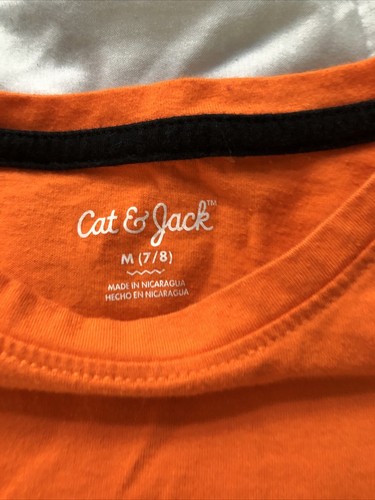 Cat & Jack™
M (7/8)
MADE IN NICARAGUA
HECHO EN NICARAGUA